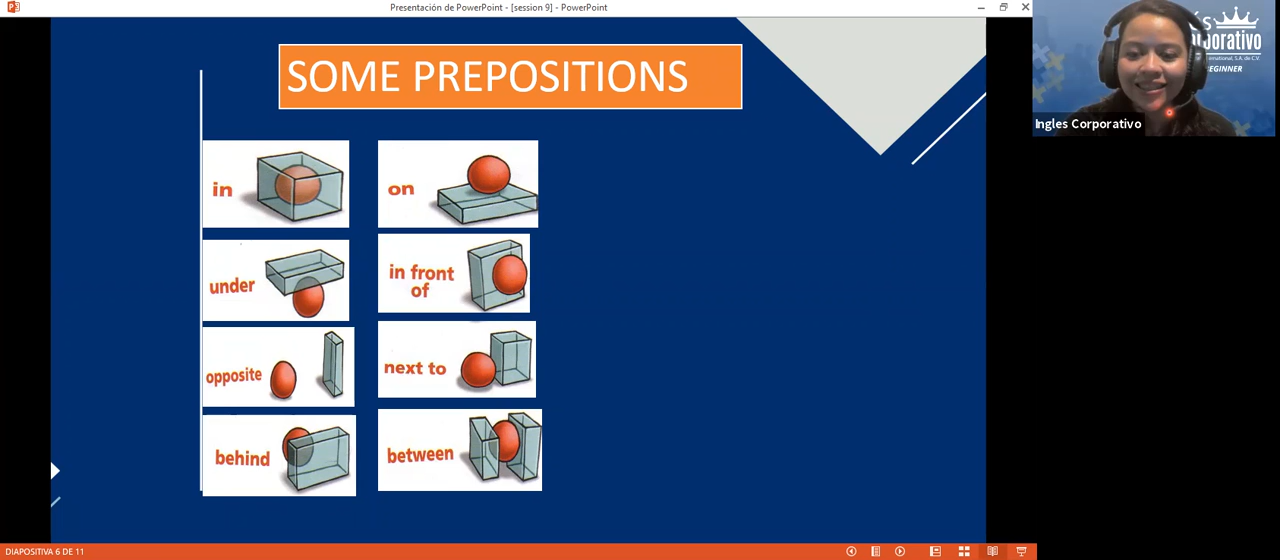 Presentación de PowerPoint - [session 9] - PowerPoint
SOME PREPOSITIONS
in
on
under
in front
of
opposite
next to
behind
between
Ingles Corporativo
DIAPOSITIVA 6 DE 11